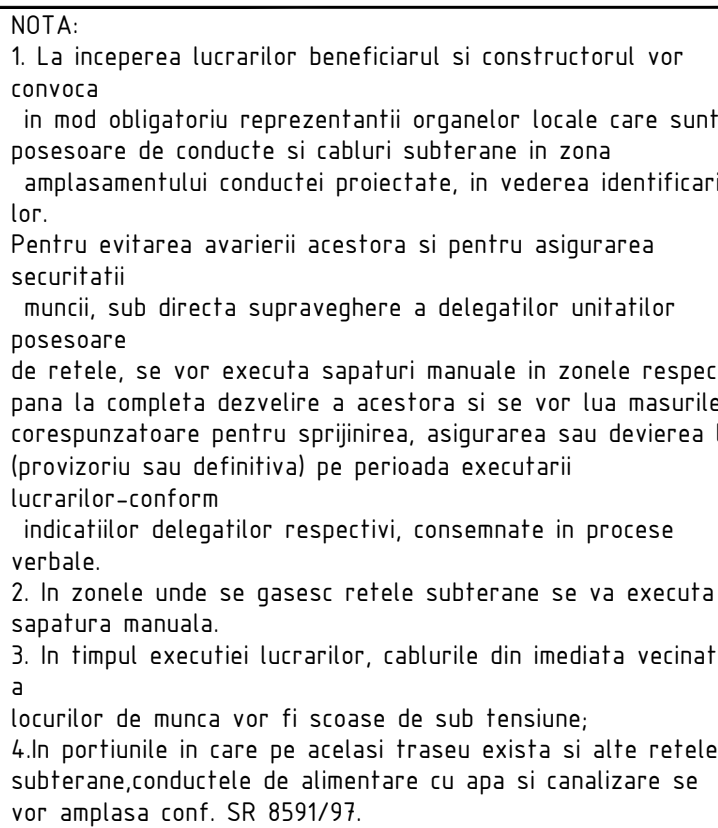 NOTA:
1. La inceperea lucrarilor beneficiarul si constructorul vor
convoca
in mod obligatoriu reprezentantii organelor locale care sunt
posesoare de conducte si cabluri subterane in zona
amplasamentului conductei proiectate, in vederea identificari
lor.
Pentru evitarea avarierii acestora si pentru asigurarea
securitatii
muncii, sub directa supraveghere a delegatilor unitatilor
posesoare
de retele, se vor executa sapaturi manuale in zonele respec
pana la completa dezvelire a acestora si se vor lua masurile
corespunzatoare pentru sprijinirea, asigurarea sau devierea
(provizoriu sau definitiva) pe perioada executarii
lucrarilor-conform
indicatiilor delegatilor respectivi, consemnate in procese
verbale.
2. In zonele unde se gasesc retele subterane se va executa
sapatura manuala.
3. In timpul executiei lucrarilor, cablurile din imediata vecinat
a
locurilor de munca vor fi scoase de sub tensiune;
4.In portiunile in care pe acelasi traseu exista si alte retele
subterane,conductele de alimentare cu apa si canalizare se
vor amplasa conf. SR 8591/97.